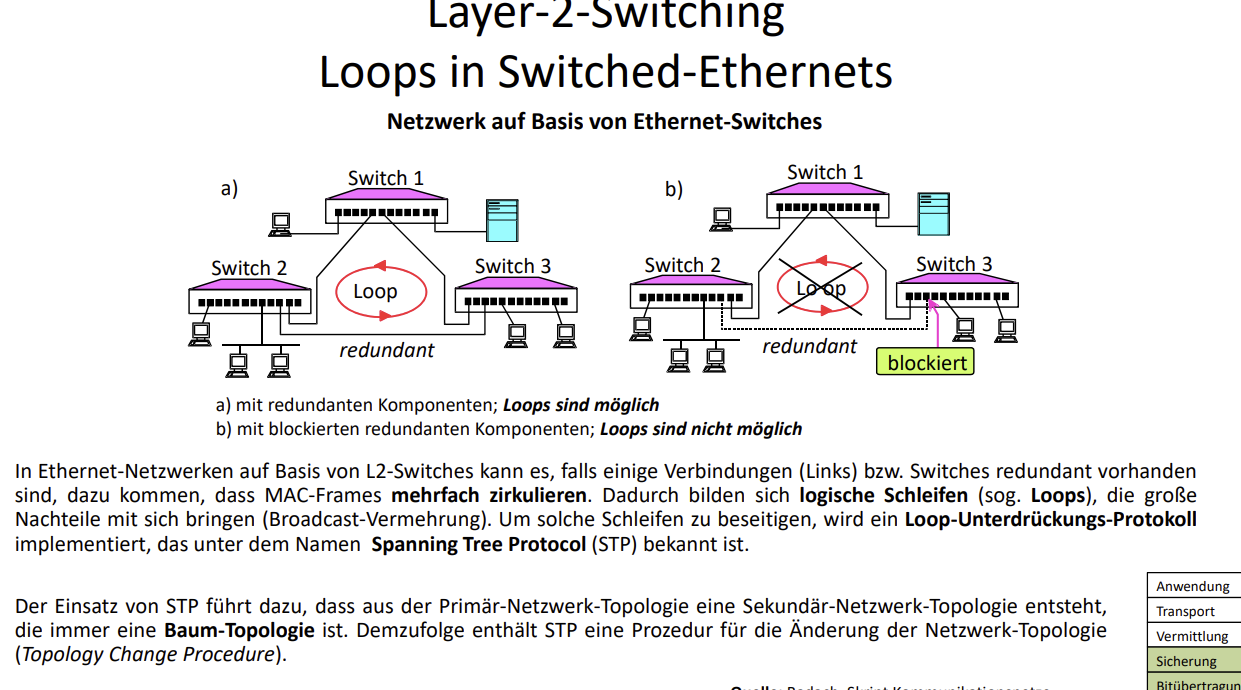 Layer-2-Switching
Loops in Switched-Ethernets
Netzwerk auf Basis von Ethernet-Switches
a)
Switch 1
Switch 2
Switch 3
Loop
redundant
b)
Switch 1
Switch 2
Switch 3
Loop
redundant
blockiert
a) mit redundanten Komponenten; Loops sind möglich
b) mit blockierten redundanten Komponenten; Loops sind nicht möglich
In Ethernet-Netzwerken auf Basis von L2-Switches kann es, falls einige Verbindungen (Links) bzw. Switches redundant vorhanden
sind, dazu kommen, dass MAC-Frames mehrfach zirkulieren. Dadurch bilden sich logische Schleifen (sog. Loops), die große
Nachteile mit sich bringen (Broadcast-Vermehrung). Um solche Schleifen zu beseitigen, wird ein Loop-Unterdrückungs-Protokoll
implementiert, das unter dem Namen Spanning Tree Protocol (STP) bekannt ist.
Der Einsatz von STP führt dazu, dass aus der Primär-Netzwerk-Topologie eine Sekundär-Netzwerk-Topologie entsteht,
die immer eine Baum-Topologie ist. Demzufolge enthält STP eine Prozedur für die Änderung der Netzwerk-Topologie
(Topology Change Procedure).
Anwendung
Transport
Vermittlung
Sicherung
Bitübertragun